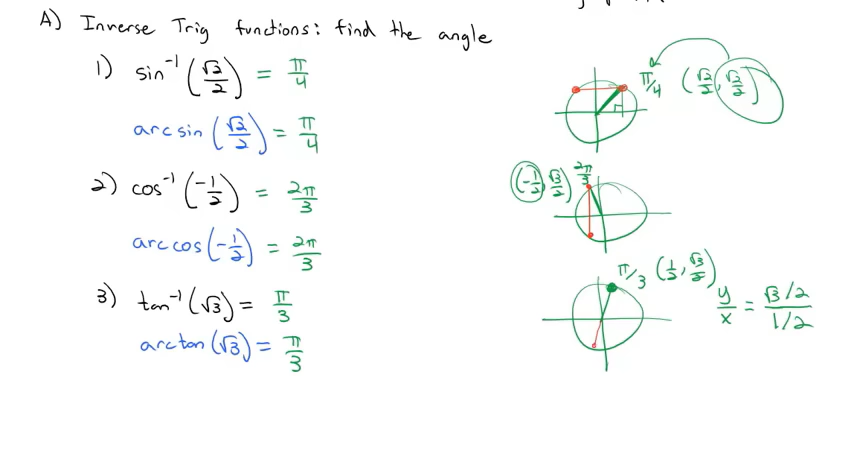 A) Inverse Trig functions: find the angle
1) sin⁻¹(√2/2) = π/4
arcsin(√2/2) = π/4
2) cos⁻¹(-1/2) = 2π/3
arccos(-1/2) = 2π/3
3) tan⁻¹(√3) = π/3
arctan(√3) = π/3
π/4 (√2/2, √2/2)
(-1/2, √3/2) 2π/3
π/3 (1/2, √3/2)
y/x = √3/2 / 1/2